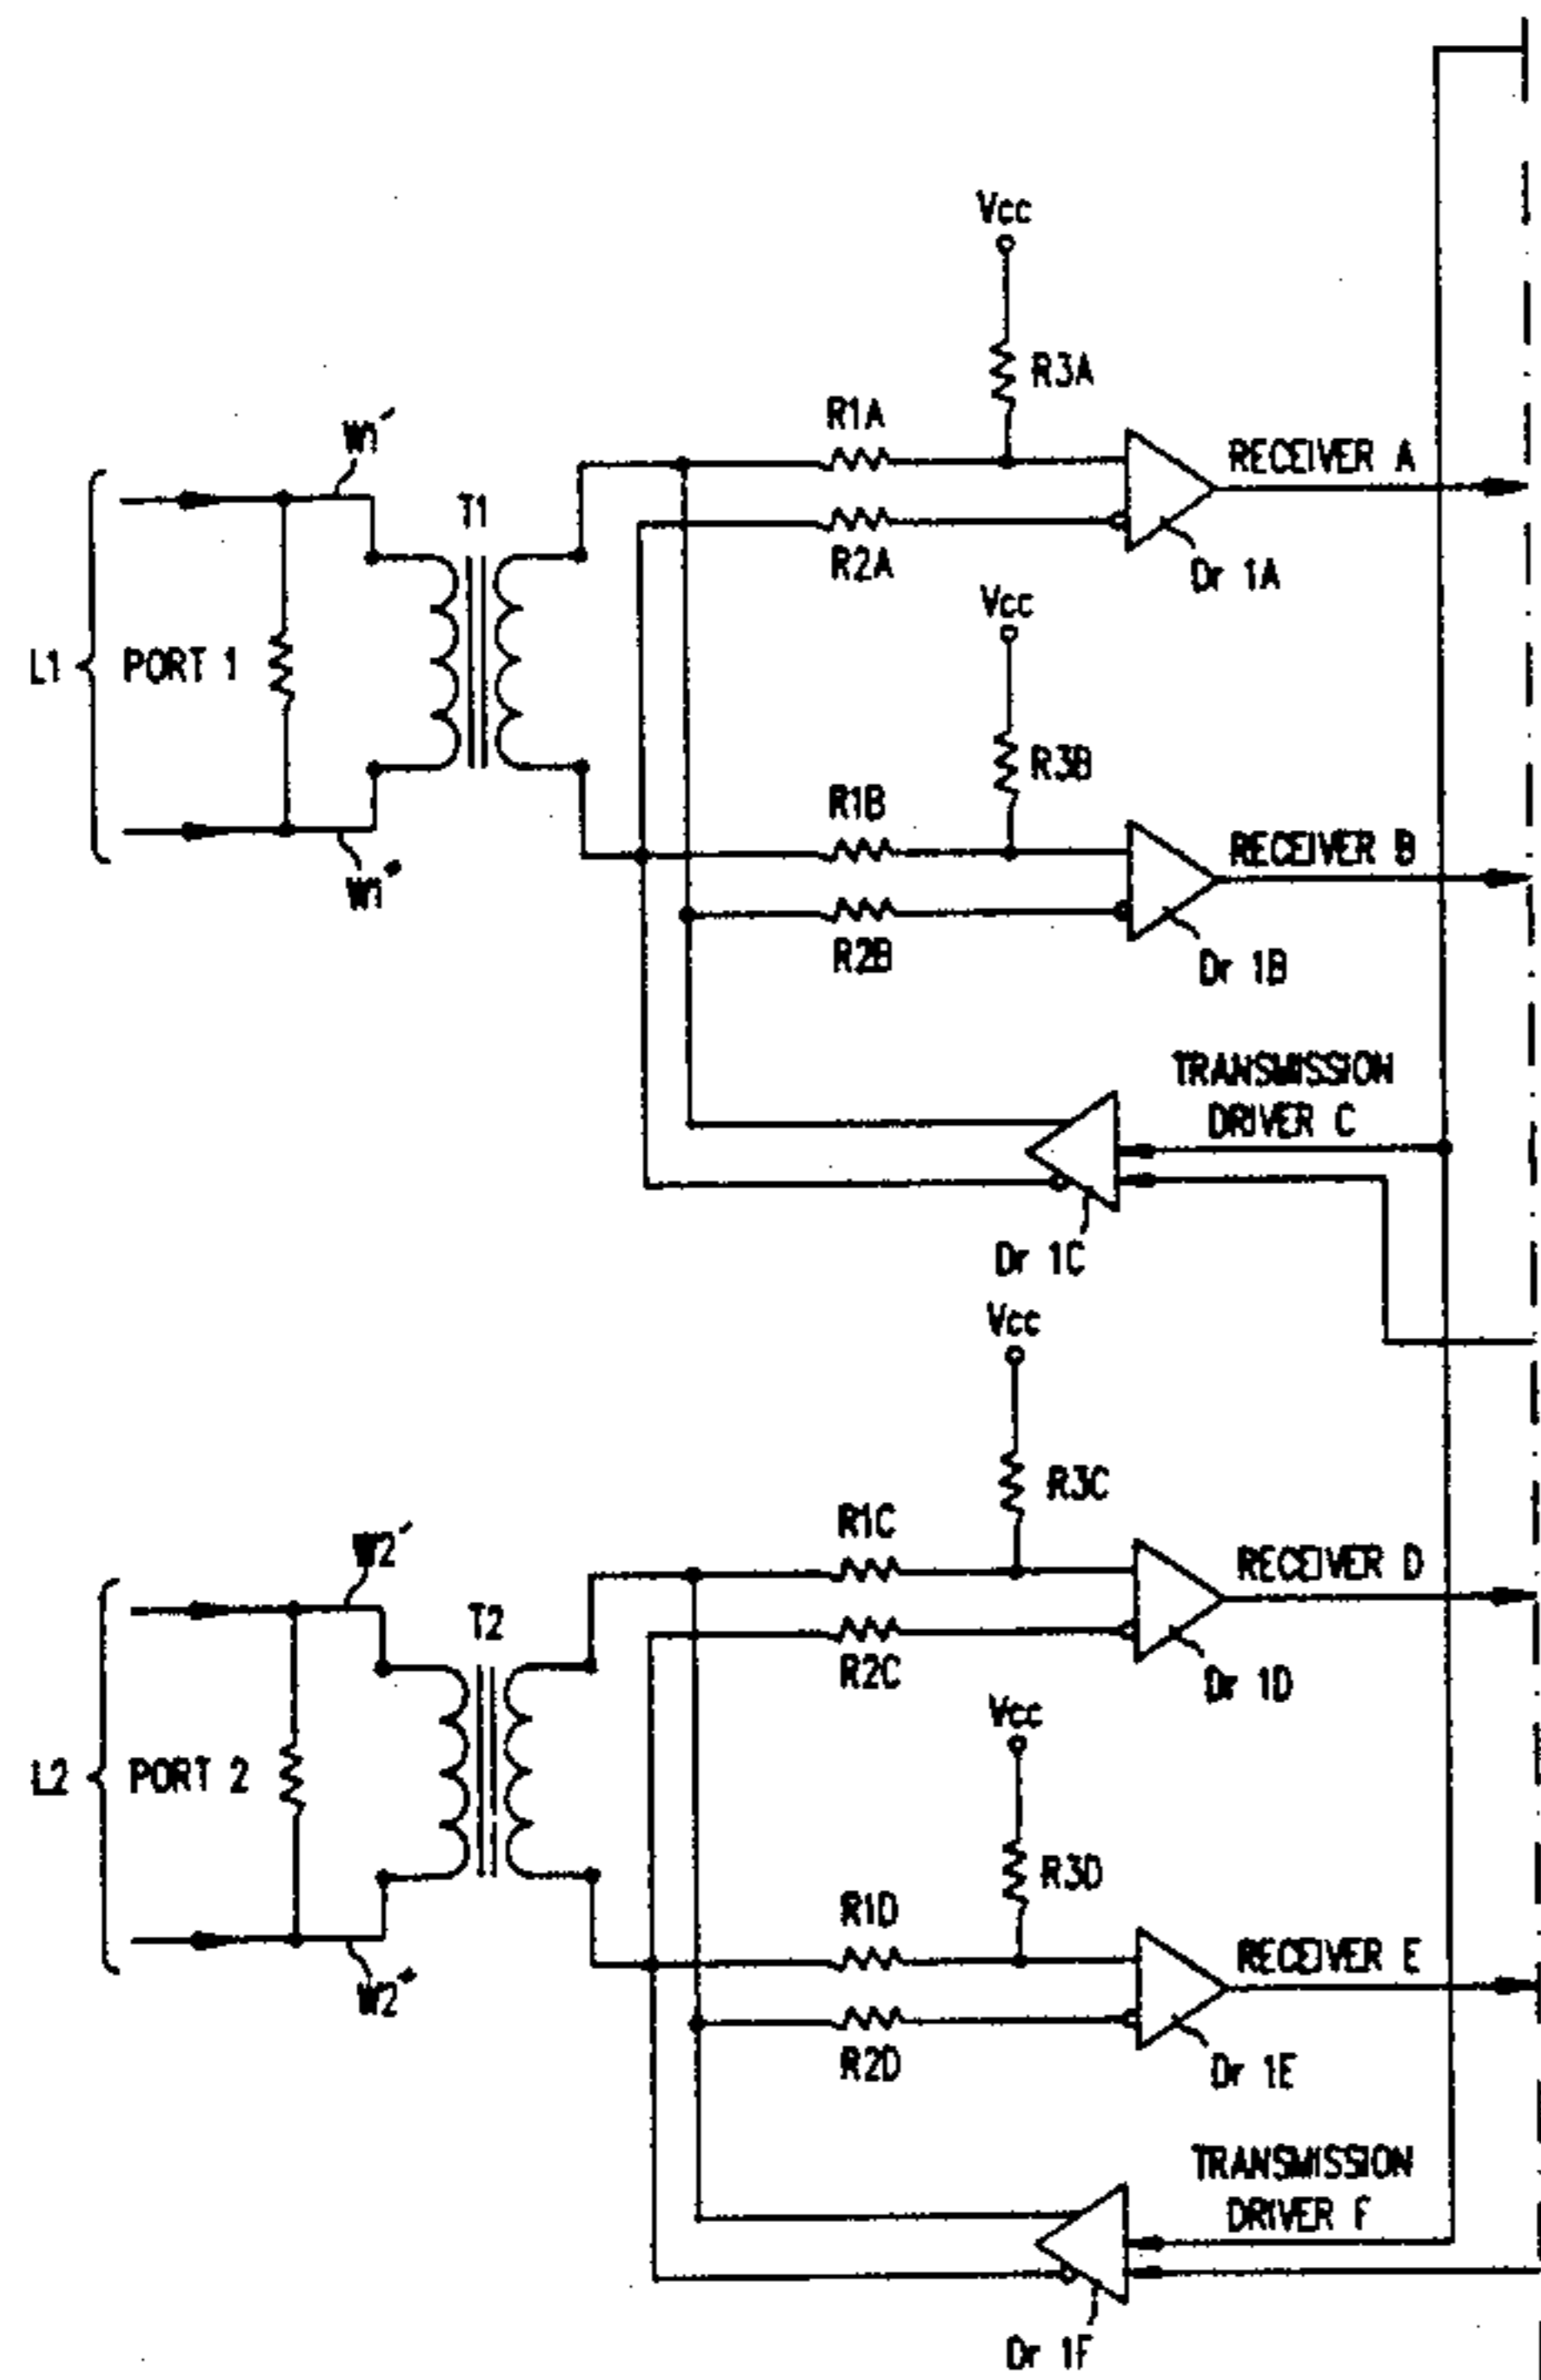 Vcc
R3A
R1A
RECEIVER A
W1'
T1
R2A
Dr 1A
Vcc
L1
PORT 1
R3B
R1B
RECEIVER B
W1"
R2B
Dr 1B
TRANSMISSION
DRIVER C
Dr 1C
Vcc
R3C
R1C
RECEIVER D
W2'
T2
R2C
Dr 1D
Vcc
L2
PORT 2
R3D
R1D
RECEIVER E
W2"
R2D
Dr 1E
TRANSMISSION
DRIVER F
Dr 1F